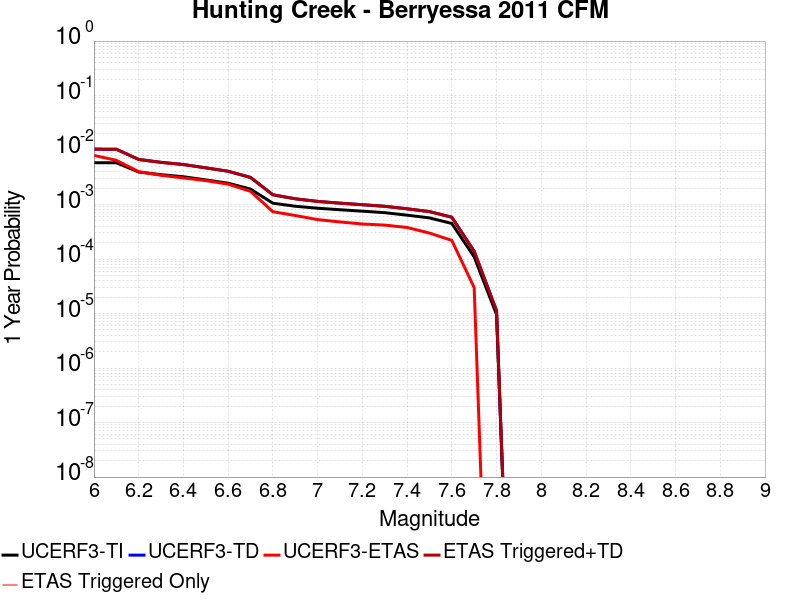 Hunting Creek - Berryessa 2011 CFM
10^0
10^-1
10^-2
10^-3
10^-4
10^-5
10^-6
10^-7
10^-8
1 Year Probability
6 6.2 6.4 6.6 6.8 7 7.2 7.4 7.6 7.8 8 8.2 8.4 8.6 8.8 9
Magnitude
UCERF3-TI UCERF3-TD UCERF3-ETAS ETAS Triggered+TD
ETAS Triggered Only